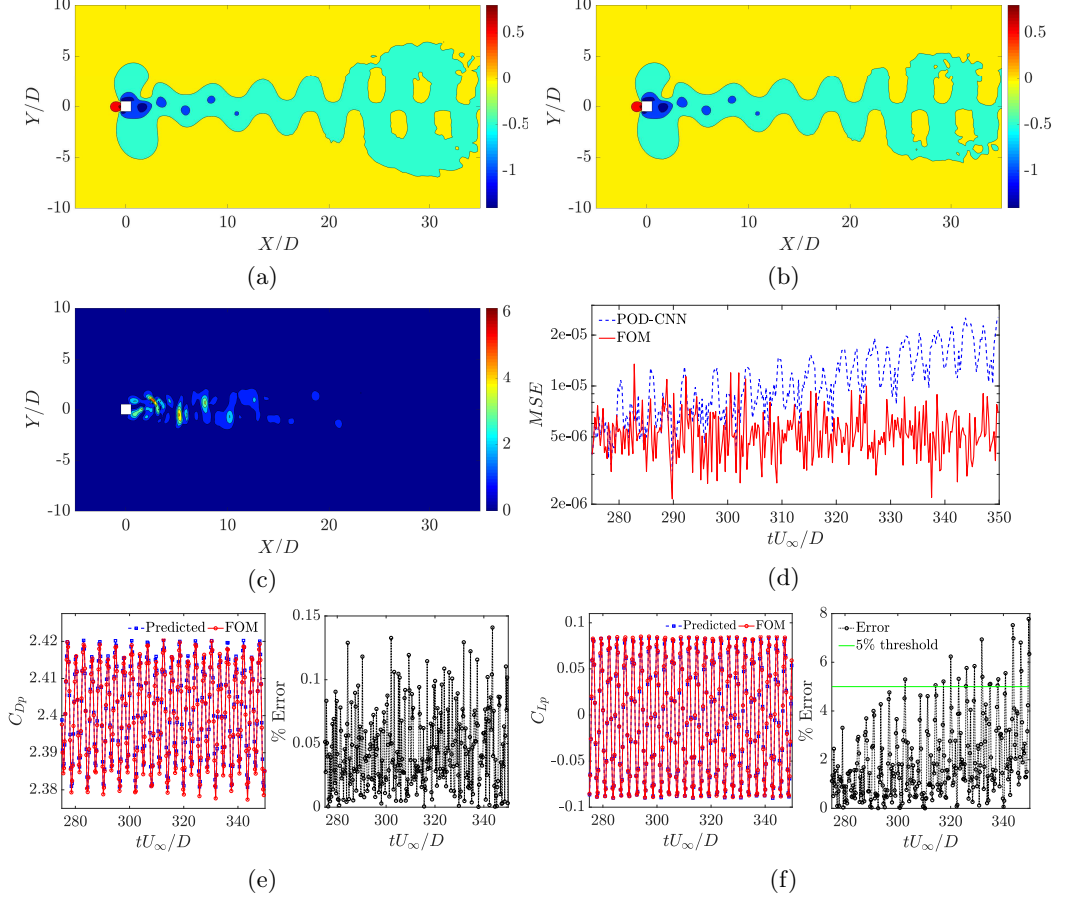 10
5
0
-5
-10
Y/D
0
10
20
30
X/D
0.5
0
-0.5
-1
(a)
10
5
0
-5
-10
Y/D
0
10
20
30
X/D
0.5
0
-0.5
-1
(b)
10
5
0
-5
-10
Y/D
0
10
20
30
X/D
6
4
2
0
(c)
2e-05
1e-05
5e-06
2e-06
MSE
POD-CNN
FOM
280
290
300
310
320
330
340
350
tU∞/D
(d)
2.42
2.41
2.4
2.39
2.38
C_Dp
Predicted
FOM
280
300
320
340
tU∞/D
0.15
0.1
0.05
0
% Error
280
300
320
340
tU∞/D
(e)
0.1
0.05
0
−0.05
−0.1
C_Lp
Predicted
FOM
280
300
320
340
tU∞/D
8
6
4
2
0
% Error
Error
5% threshold
280
300
320
340
tU∞/D
(f)